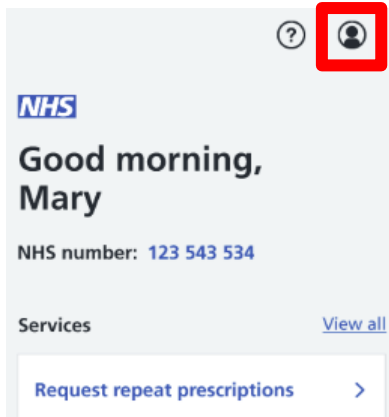 ?
NHS
Good morning,
Mary
NHS number: 123 543 534
Services View all
Request repeat prescriptions >